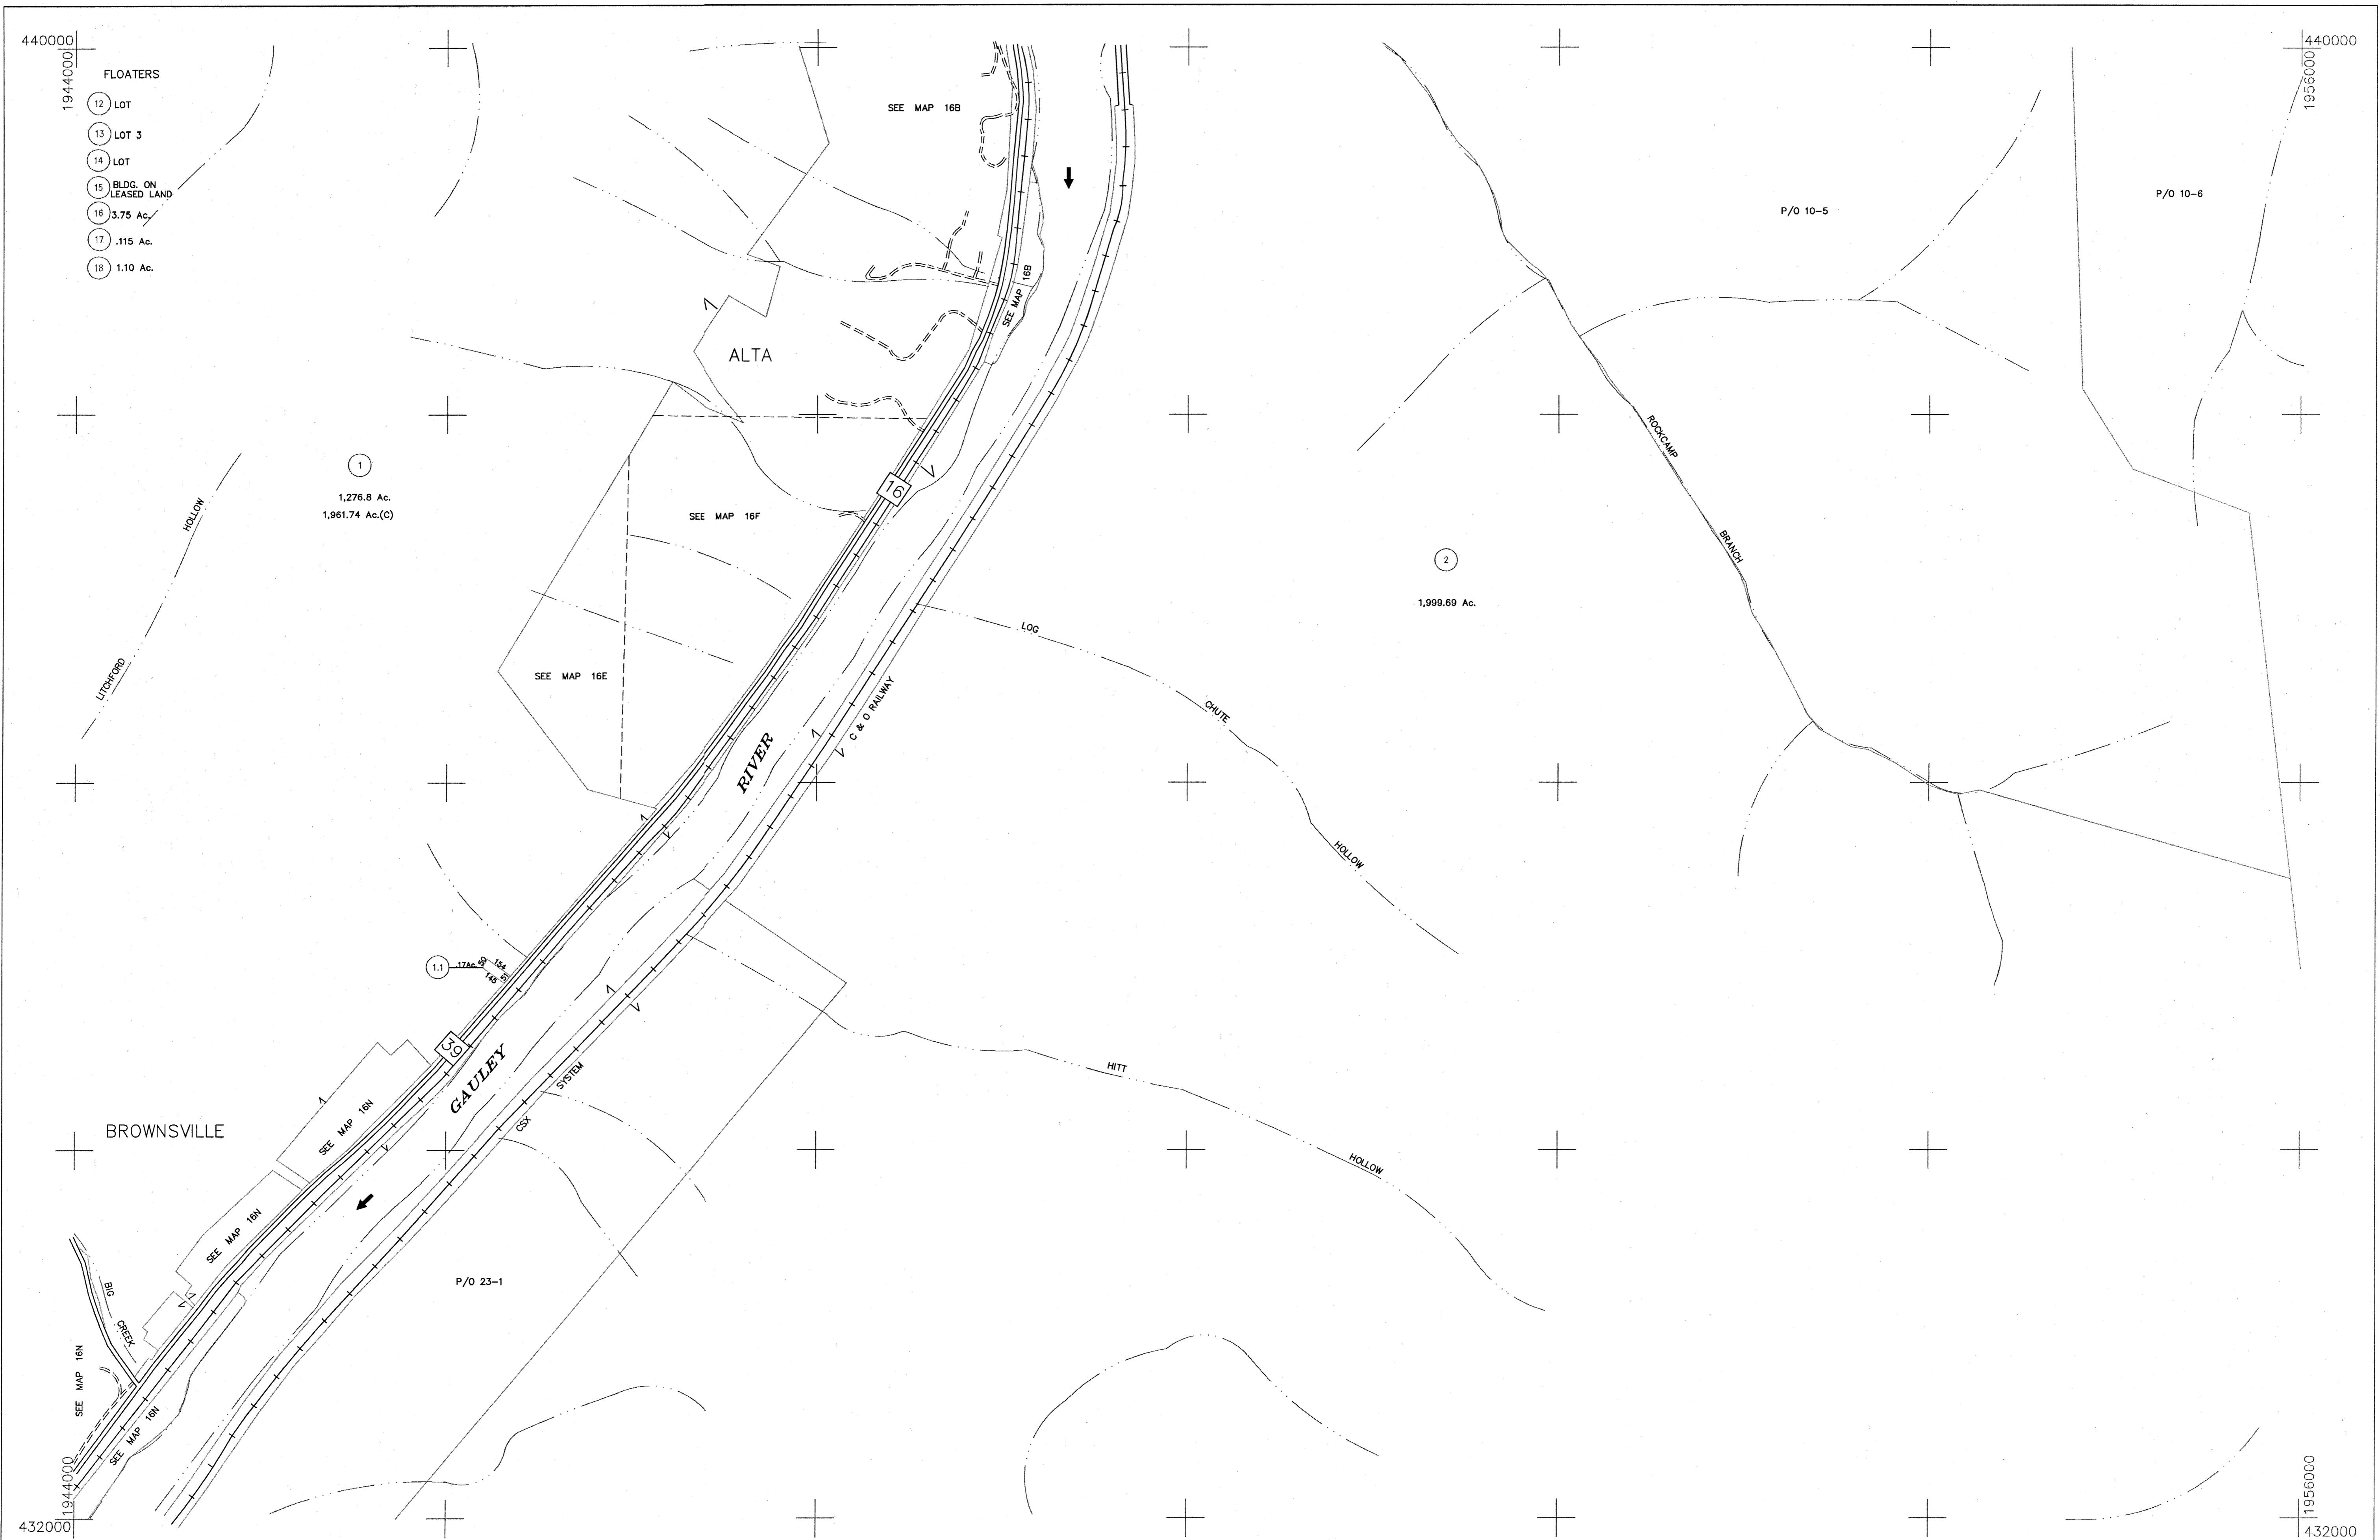 440000
1944000
440000
1956000
FLOATERS
12 LOT
13 LOT 3
14 LOT
15 BLDG. ON
LEASED LAND
16 3.75 Ac.
17 .115 Ac.
18 1.10 Ac.
SEE MAP 16B
P/O 10-5
P/O 10-6
SEE MAP 16B
ALTA
1
1,276.8 Ac.
1,961.74 Ac.(C)
LITCHFORD HOLLOW
SEE MAP 16F
16
ROCKCAMP BRANCH
2
1,999.69 Ac.
SEE MAP 16E
LOG CHUTE HOLLOW
C & O RAILWAY
GAULEY RIVER
1.1
.17Ac.
50
154
145
51
39
HITT HOLLOW
CSX SYSTEM
BROWNSVILLE
SEE MAP 16N
SEE MAP 16N
P/O 23-1
BIG CREEK
SEE MAP 16N
SEE MAP 16N
1944000
432000
1956000
432000